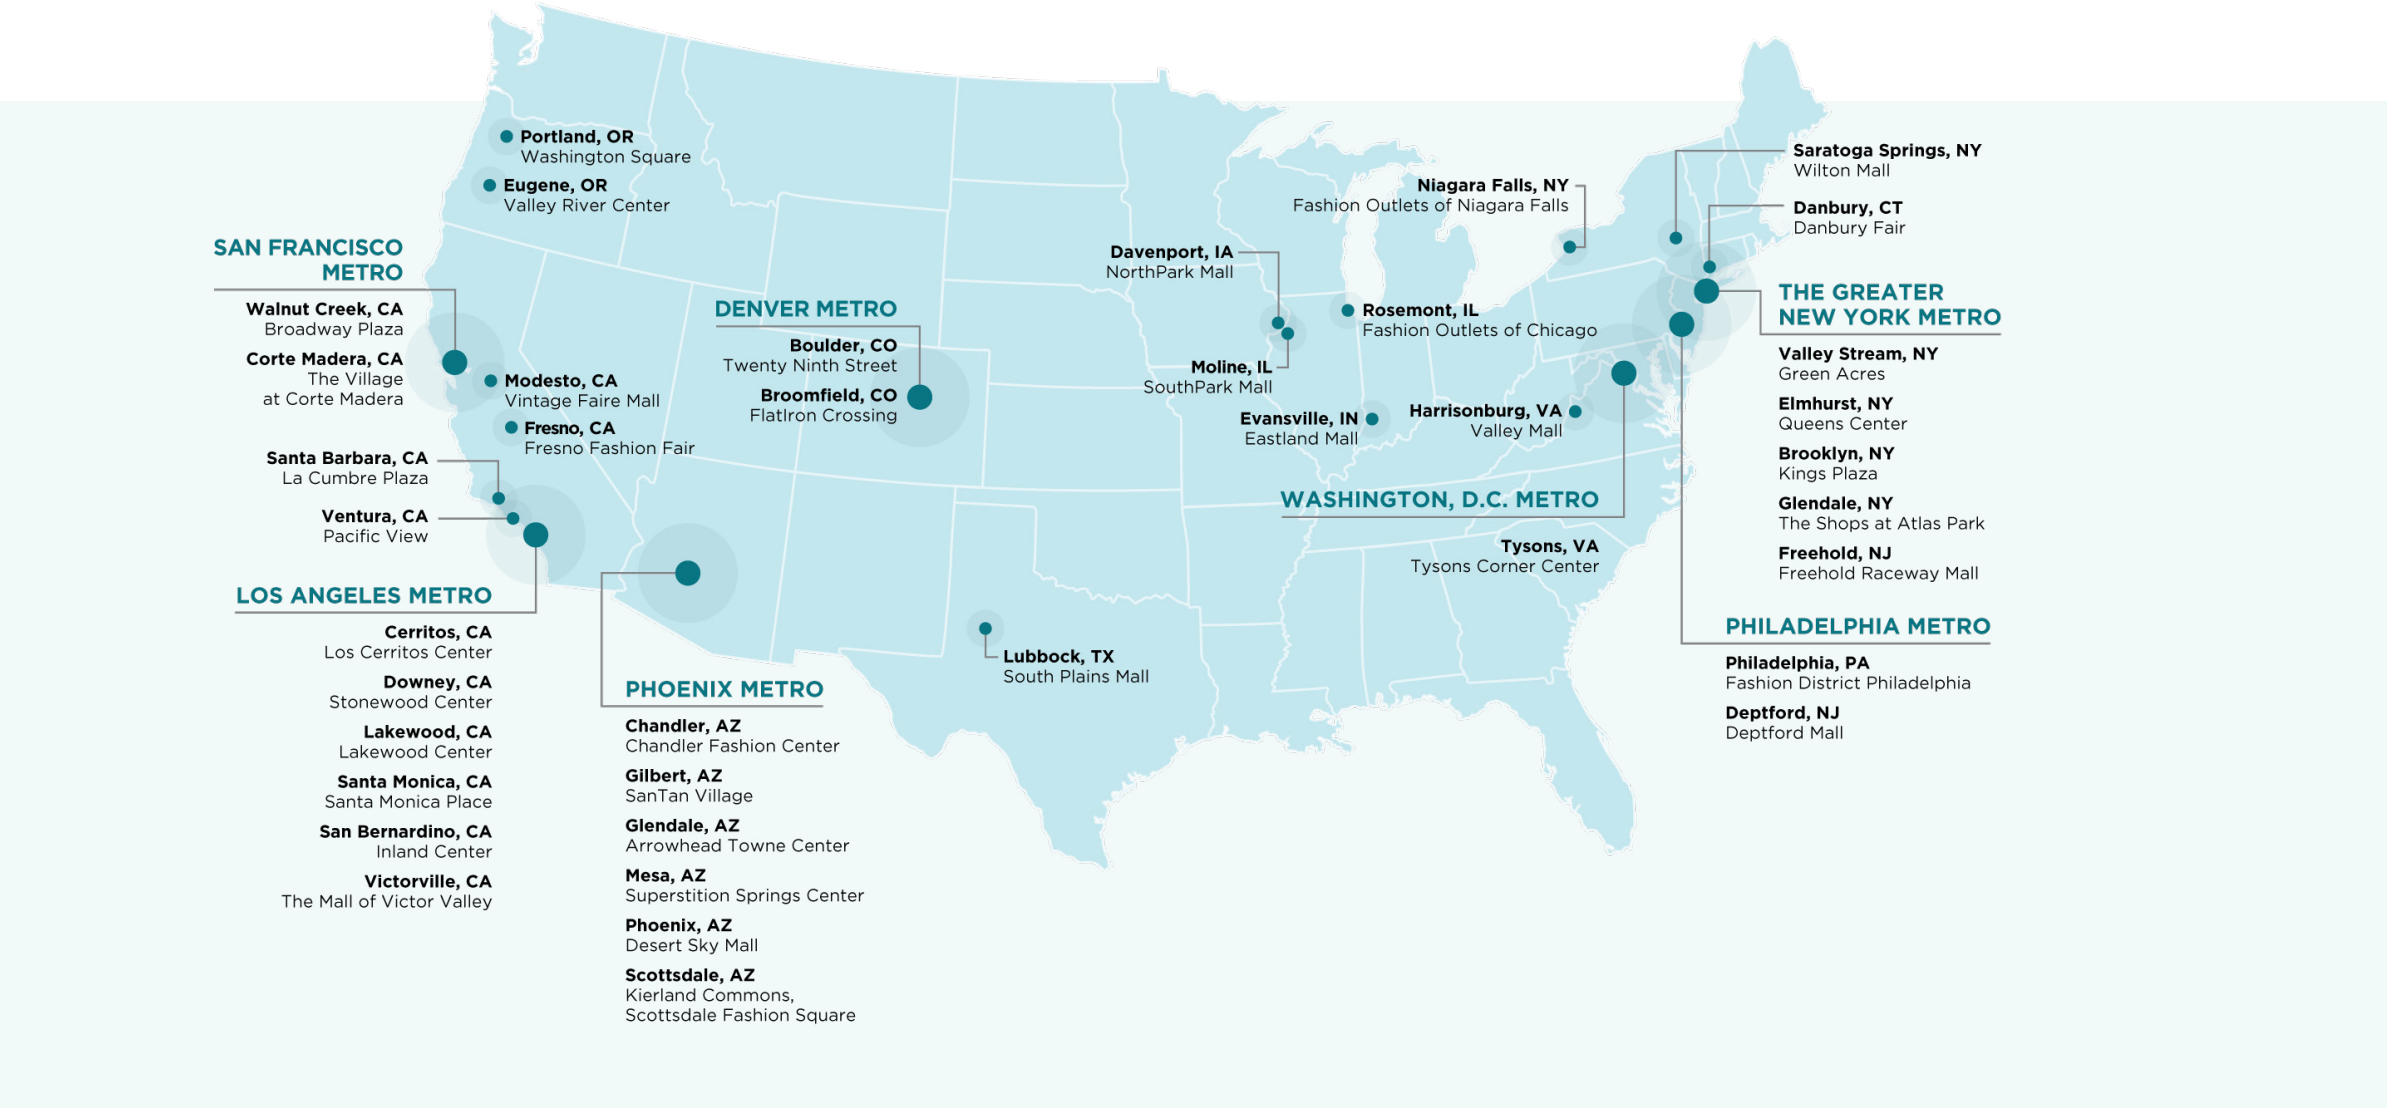 Portland, OR
Washington Square
Eugene, OR
Valley River Center
SAN FRANCISCO
METRO
Walnut Creek, CA
Broadway Plaza
Corte Madera, CA
The Village
at Corte Madera
Modesto, CA
Vintage Faire Mall
Fresno, CA
Fresno Fashion Fair
Santa Barbara, CA
La Cumbre Plaza
Ventura, CA
Pacific View
LOS ANGELES METRO
Cerritos, CA
Los Cerritos Center
Downey, CA
Stonewood Center
Lakewood, CA
Lakewood Center
Santa Monica, CA
Santa Monica Place
San Bernardino, CA
Inland Center
Victorville, CA
The Mall of Victor Valley
DENVER METRO
Boulder, CO
Twenty Ninth Street
Broomfield, CO
FlatIron Crossing
PHOENIX METRO
Chandler, AZ
Chandler Fashion Center
Gilbert, AZ
SanTan Village
Glendale, AZ
Arrowhead Towne Center
Mesa, AZ
Superstition Springs Center
Phoenix, AZ
Desert Sky Mall
Scottsdale, AZ
Kierland Commons,
Scottsdale Fashion Square
Lubbock, TX
South Plains Mall
Davenport, IA
NorthPark Mall
Moline, IL
SouthPark Mall
Rosemont, IL
Fashion Outlets of Chicago
Evansville, IN
Eastland Mall
Niagara Falls, NY
Fashion Outlets of Niagara Falls
Harrisonburg, VA
Valley Mall
WASHINGTON, D.C. METRO
Tysons, VA
Tysons Corner Center
Saratoga Springs, NY
Wilton Mall
Danbury, CT
Danbury Fair
THE GREATER
NEW YORK METRO
Valley Stream, NY
Green Acres
Elmhurst, NY
Queens Center
Brooklyn, NY
Kings Plaza
Glendale, NY
The Shops at Atlas Park
Freehold, NJ
Freehold Raceway Mall
PHILADELPHIA METRO
Philadelphia, PA
Fashion District Philadelphia
Deptford, NJ
Deptford Mall